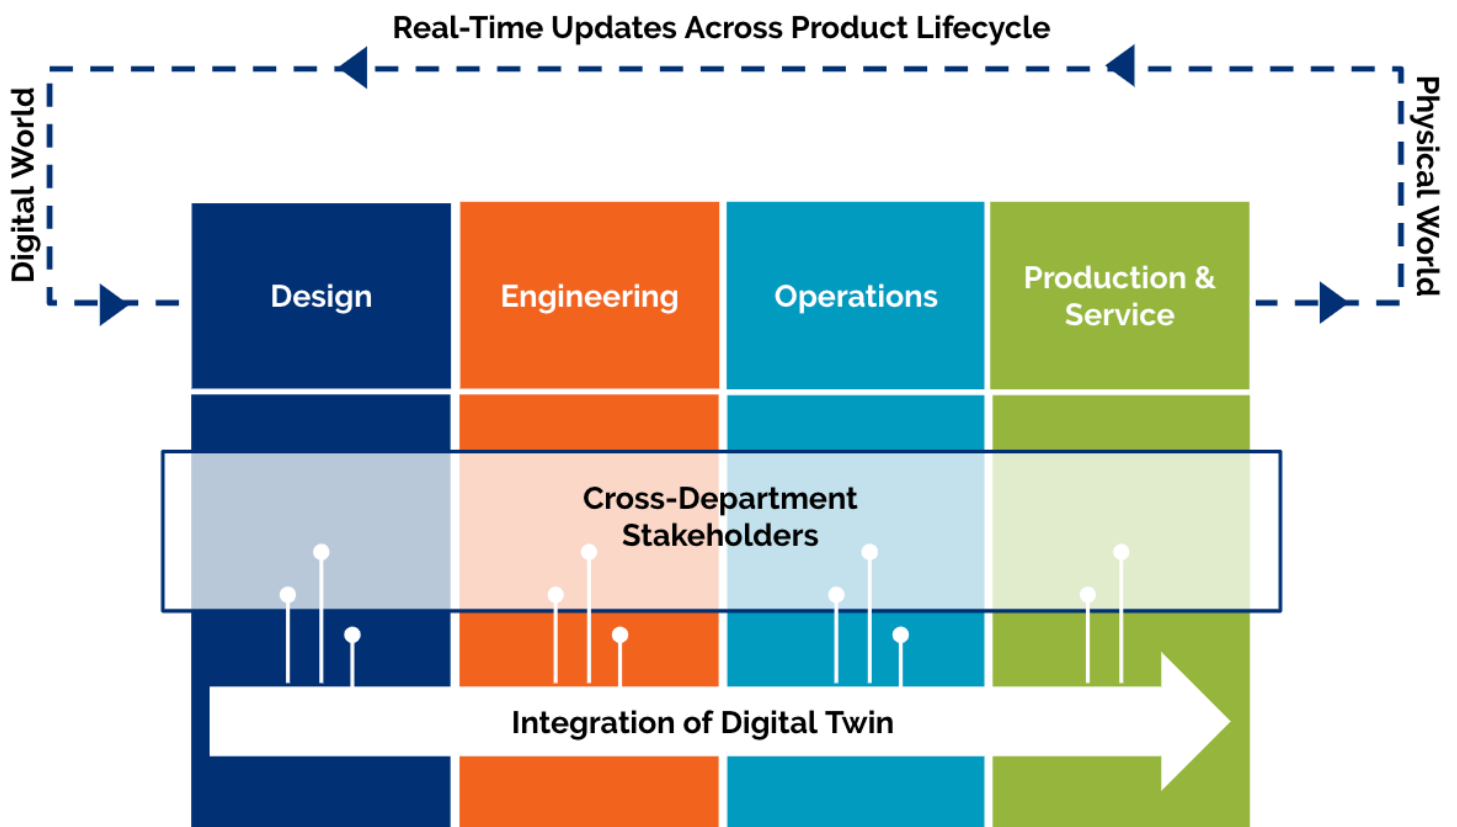 Real-Time Updates Across Product Lifecycle
Digital World
Physical World
Design
Engineering
Operations
Production &
Service
Cross-Department
Stakeholders
Integration of Digital Twin